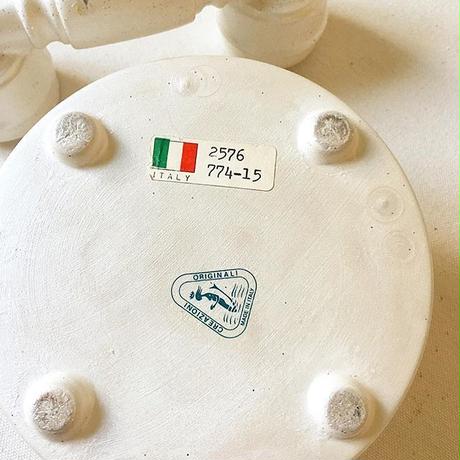 2576
ITALY 774-15
ORIGINALI
CREAZIONI
MADE IN ITALY